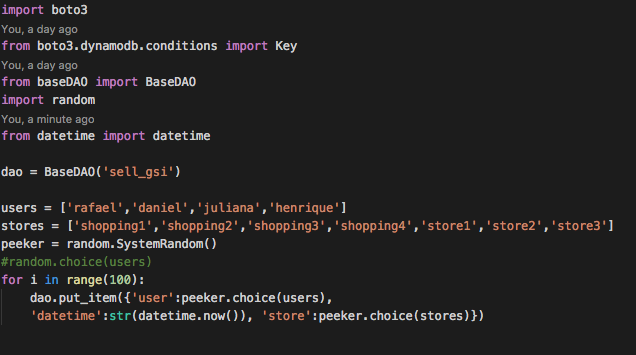 import boto3
You, a day ago
from boto3.dynamodb.conditions import Key
You, a day ago
from baseDAO import BaseDAO
import random
You, a minute ago
from datetime import datetime
dao = BaseDAO('sell_gsi')
users = ['rafael','daniel','juliana','henrique']
stores = ['shopping1','shopping2','shopping3','shopping4','store1','store2','store3']
peeker = random.SystemRandom()
#random.choice(users)
for i in range(100):
    dao.put_item({'user':peeker.choice(users),
    'datetime':str(datetime.now()), 'store':peeker.choice(stores)})